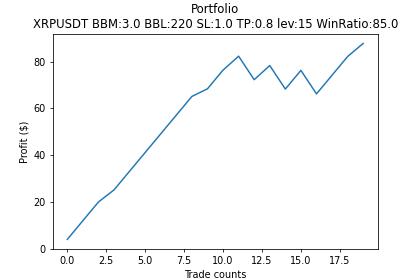 Portfolio
XRPUSDT BBM:3.0 BBL:220 SL:1.0 TP:0.8 lev:15 WinRatio:85.0
80
60
40
20
0
Profit ($)
0.0 2.5 5.0 7.5 10.0 12.5 15.0 17.5
Trade counts